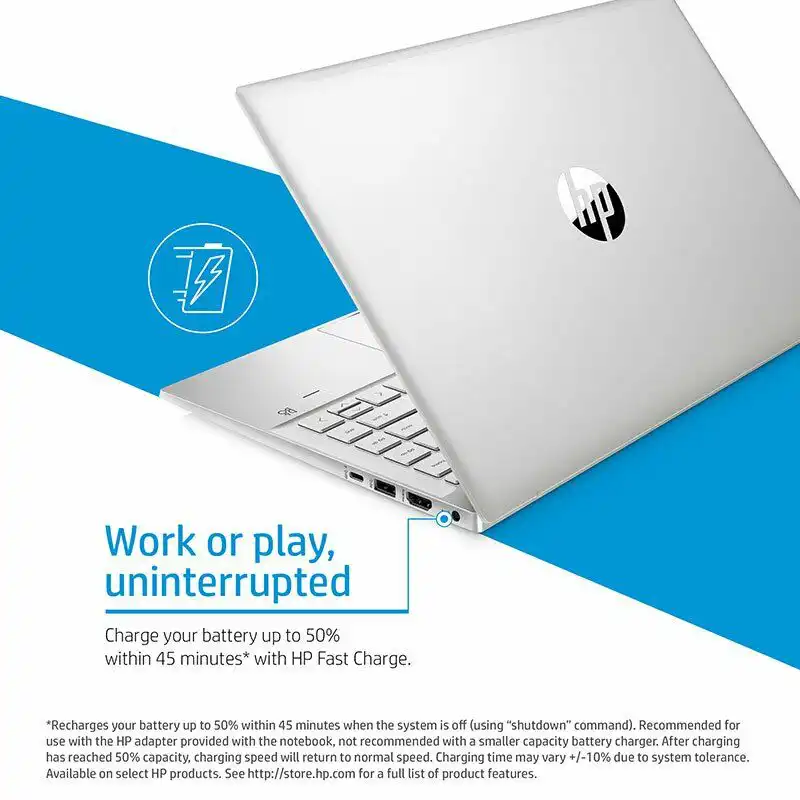 hp
Work or play,
uninterrupted
Charge your battery up to 50%
within 45 minutes* with HP Fast Charge.
*Recharges your battery up to 50% within 45 minutes when the system is off (using “shutdown” command). Recommended for
use with the HP adapter provided with the notebook, not recommended with a smaller capacity battery charger. After charging
has reached 50% capacity, charging speed will return to normal speed. Charging time may vary +/-10% due to system tolerance.
Available on select HP products. See http://store.hp.com for a full list of product features.